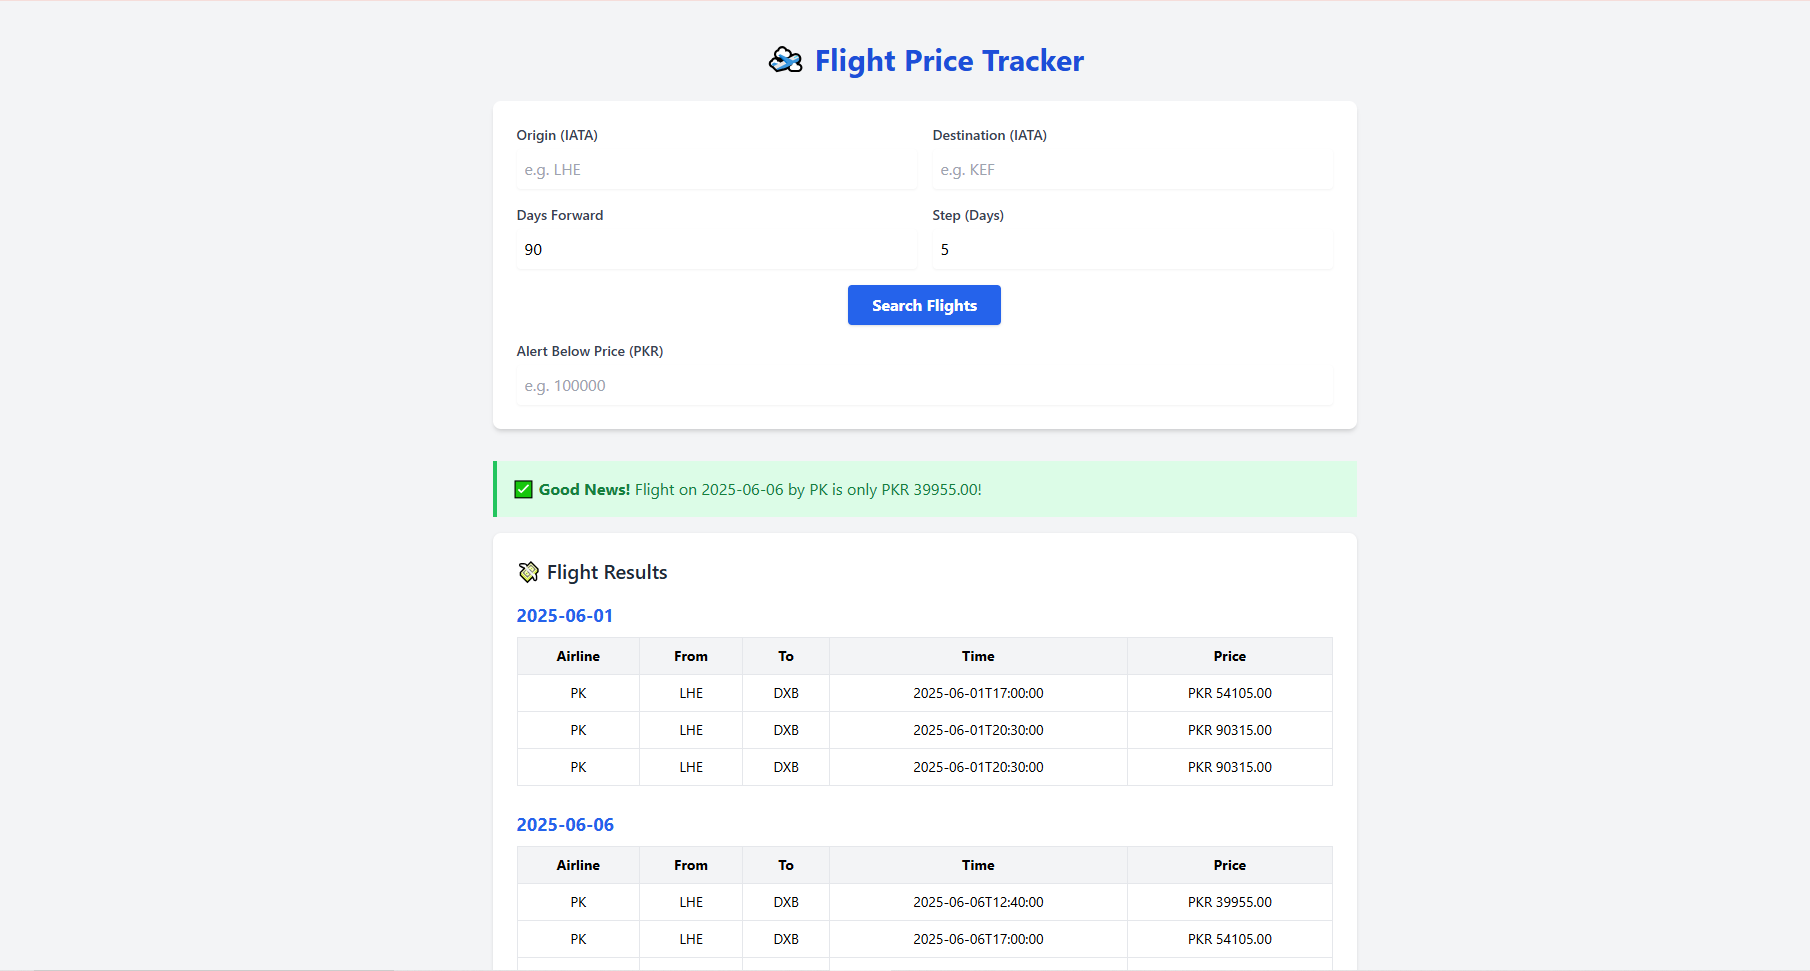 Flight Price Tracker
Origin (IATA) Destination (IATA)
e.g. LHE e.g. KEF
Days Forward Step (Days)
90 5
Search Flights
Alert Below Price (PKR)
e.g. 100000
Good News! Flight on 2025-06-06 by PK is only PKR 39955.00!
Flight Results
2025-06-01
Airline From To Time Price
PK LHE DXB 2025-06-01T17:00:00 PKR 54105.00
PK LHE DXB 2025-06-01T20:30:00 PKR 90315.00
PK LHE DXB 2025-06-01T20:30:00 PKR 90315.00
2025-06-06
Airline From To Time Price
PK LHE DXB 2025-06-06T12:40:00 PKR 39955.00
PK LHE DXB 2025-06-06T17:00:00 PKR 54105.00